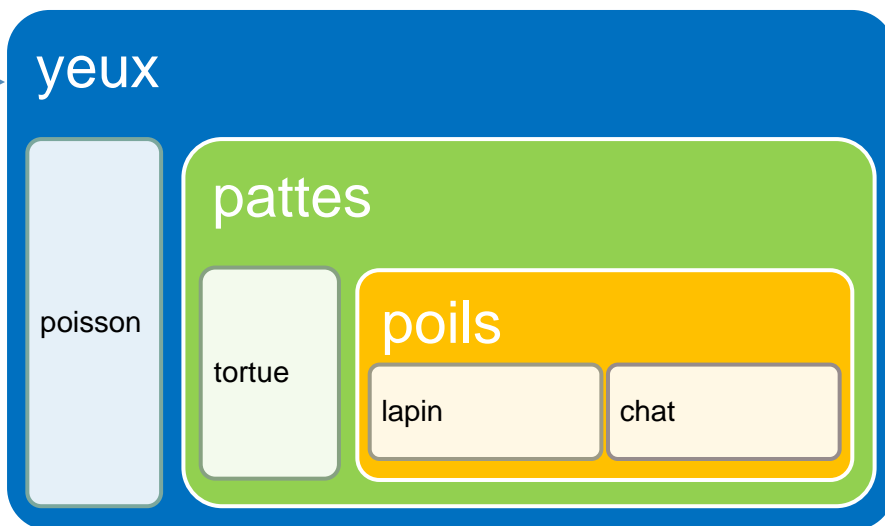 yeux
pattes
poils
poisson
tortue
lapin
chat